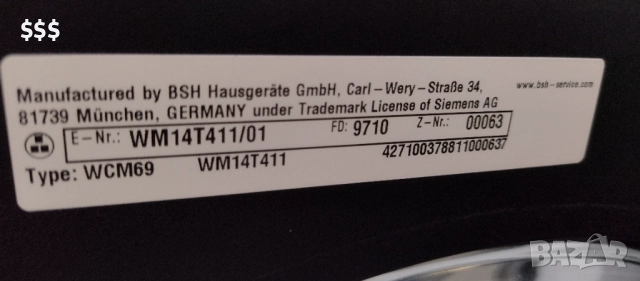 $$$
Manufactured by BSH Hausgeräte GmbH, Carl-Wery-Straße 34,
www.bsh-service.com
81739 München, GERMANY under Trademark License of Siemens AG
E-Nr.: WM14T411/01 FD: 9710 Z-Nr.: 00063
Type: WCM69 WM14T411 427100378811000637
BAZAR